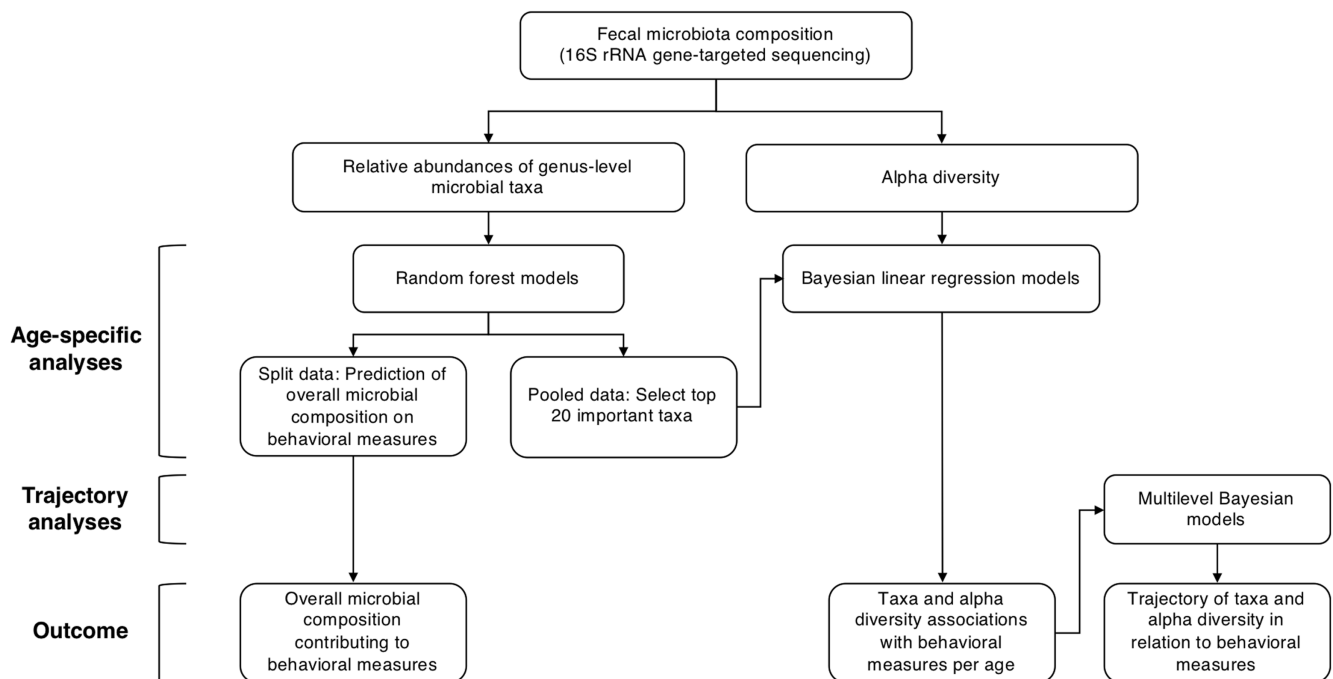 Fecal microbiota composition
(16S rRNA gene-targeted sequencing)
Relative abundances of genus-level
microbial taxa
Alpha diversity
Age-specific
analyses
Random forest models
Bayesian linear regression models
Split data: Prediction of
overall microbial
composition on
behavioral measures
Pooled data: Select top
20 important taxa
Trajectory
analyses
Multilevel Bayesian
models
Outcome
Overall microbial
composition
contributing to
behavioral measures
Taxa and alpha
diversity associations
with behavioral
measures per age
Trajectory of taxa and
alpha diversity in
relation to behavioral
measures